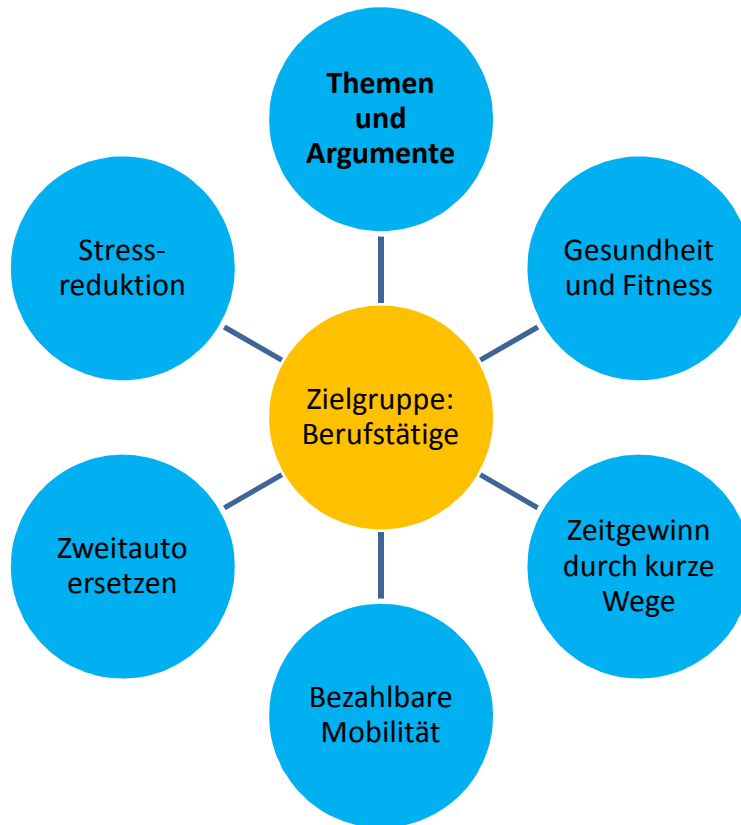 Themen
und
Argumente
Gesundheit
und Fitness
Zeitgewinn
durch kurze
Wege
Bezahlbare
Mobilität
Zweitauto
ersetzen
Stress-
reduktion
Zielgruppe:
Berufstätige